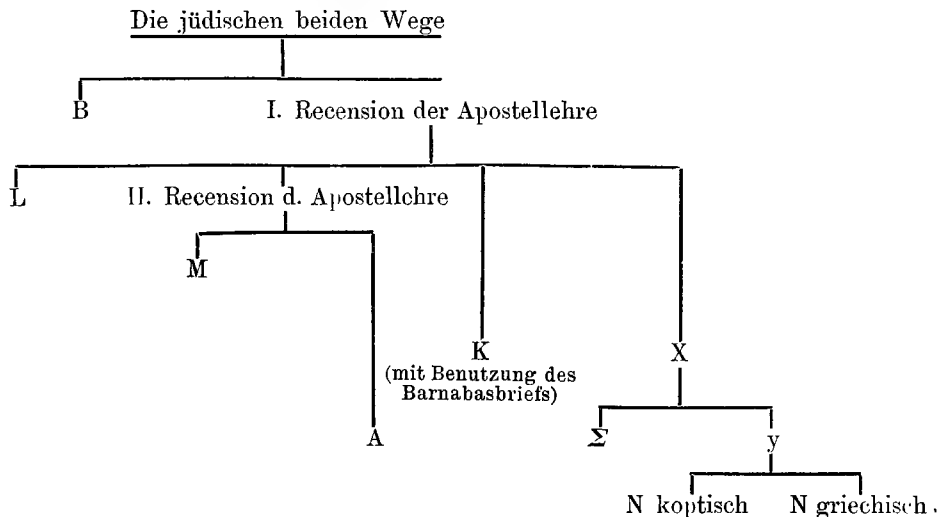 Die jüdischen beiden Wege
B
I. Recension der Apostellehre
L
II. Recension d. Apostellehre
M
K
(mit Benutzung des
Barnabasbriefs)
X
A
Σ
y
N koptisch N griechisch.